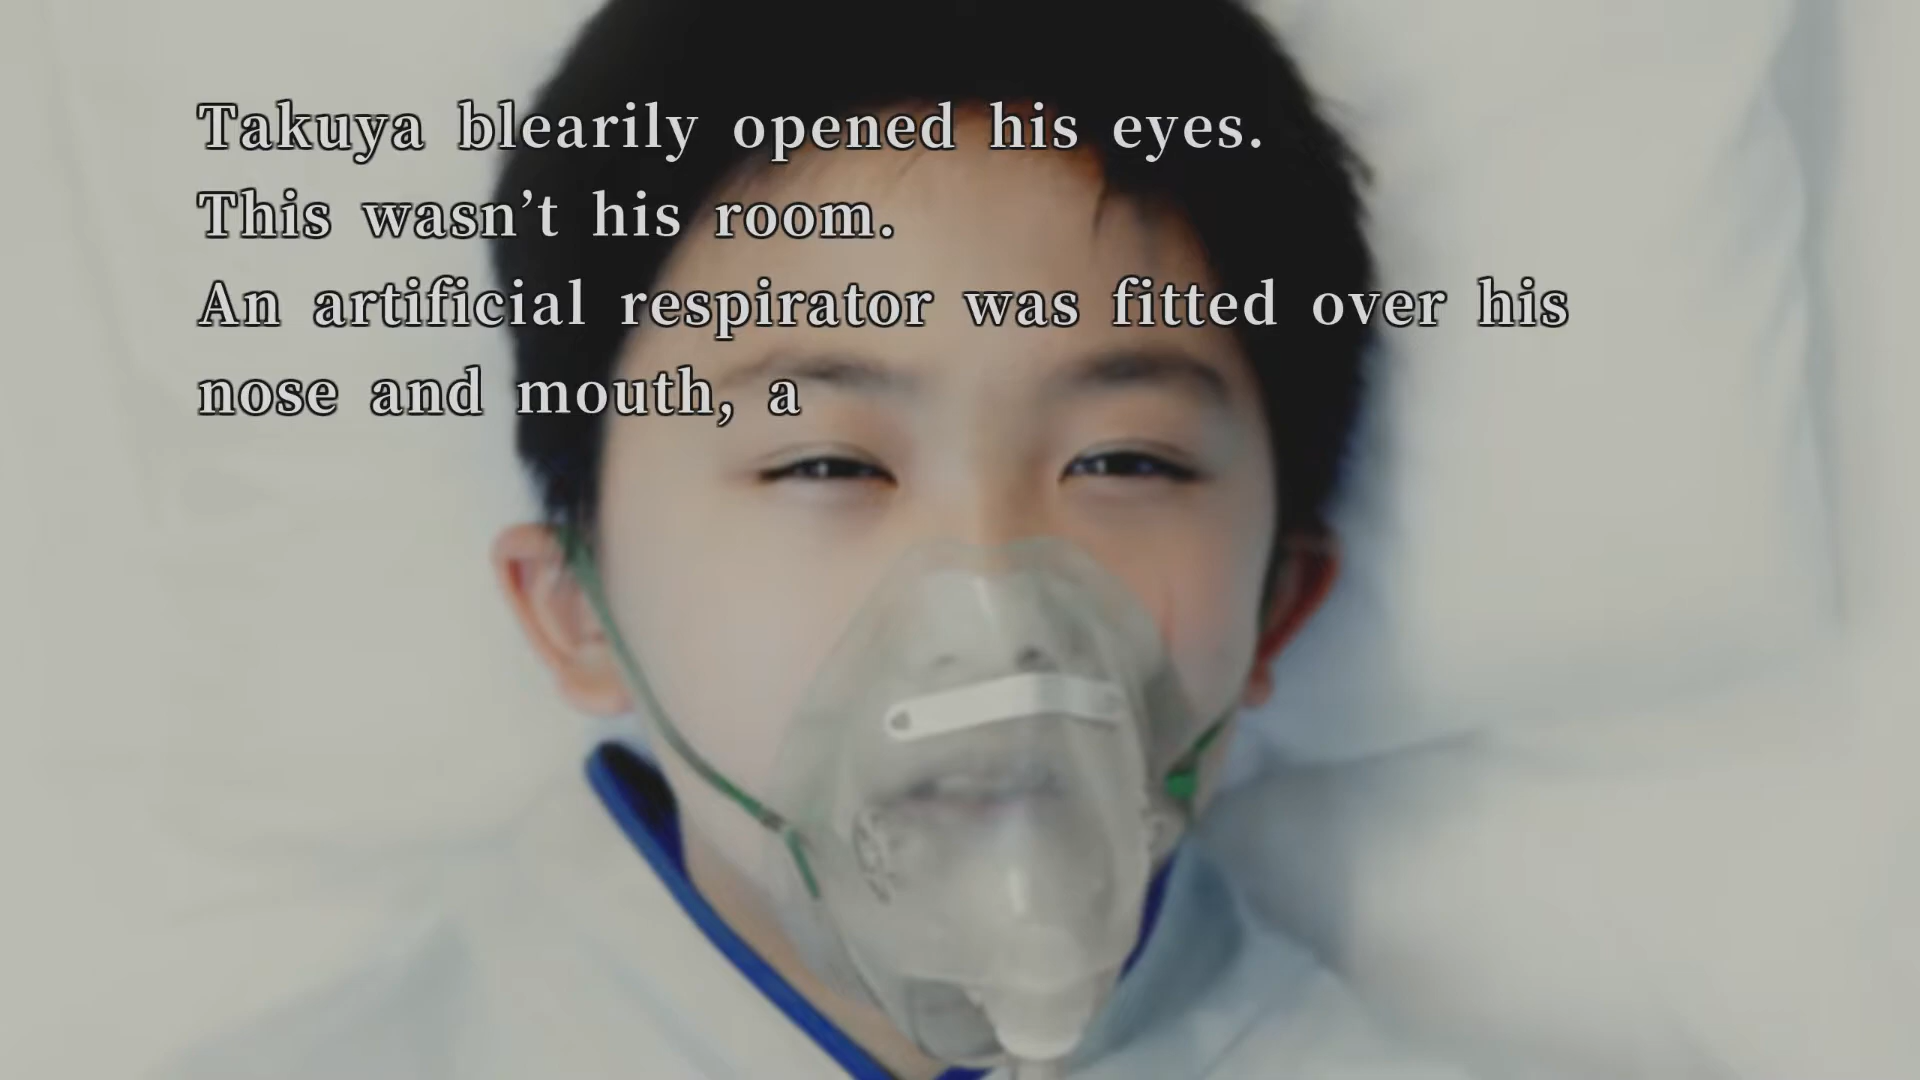 Takuya blearily opened his eyes.
This wasn’t his room.
An artificial respirator was fitted over his
nose and mouth, a